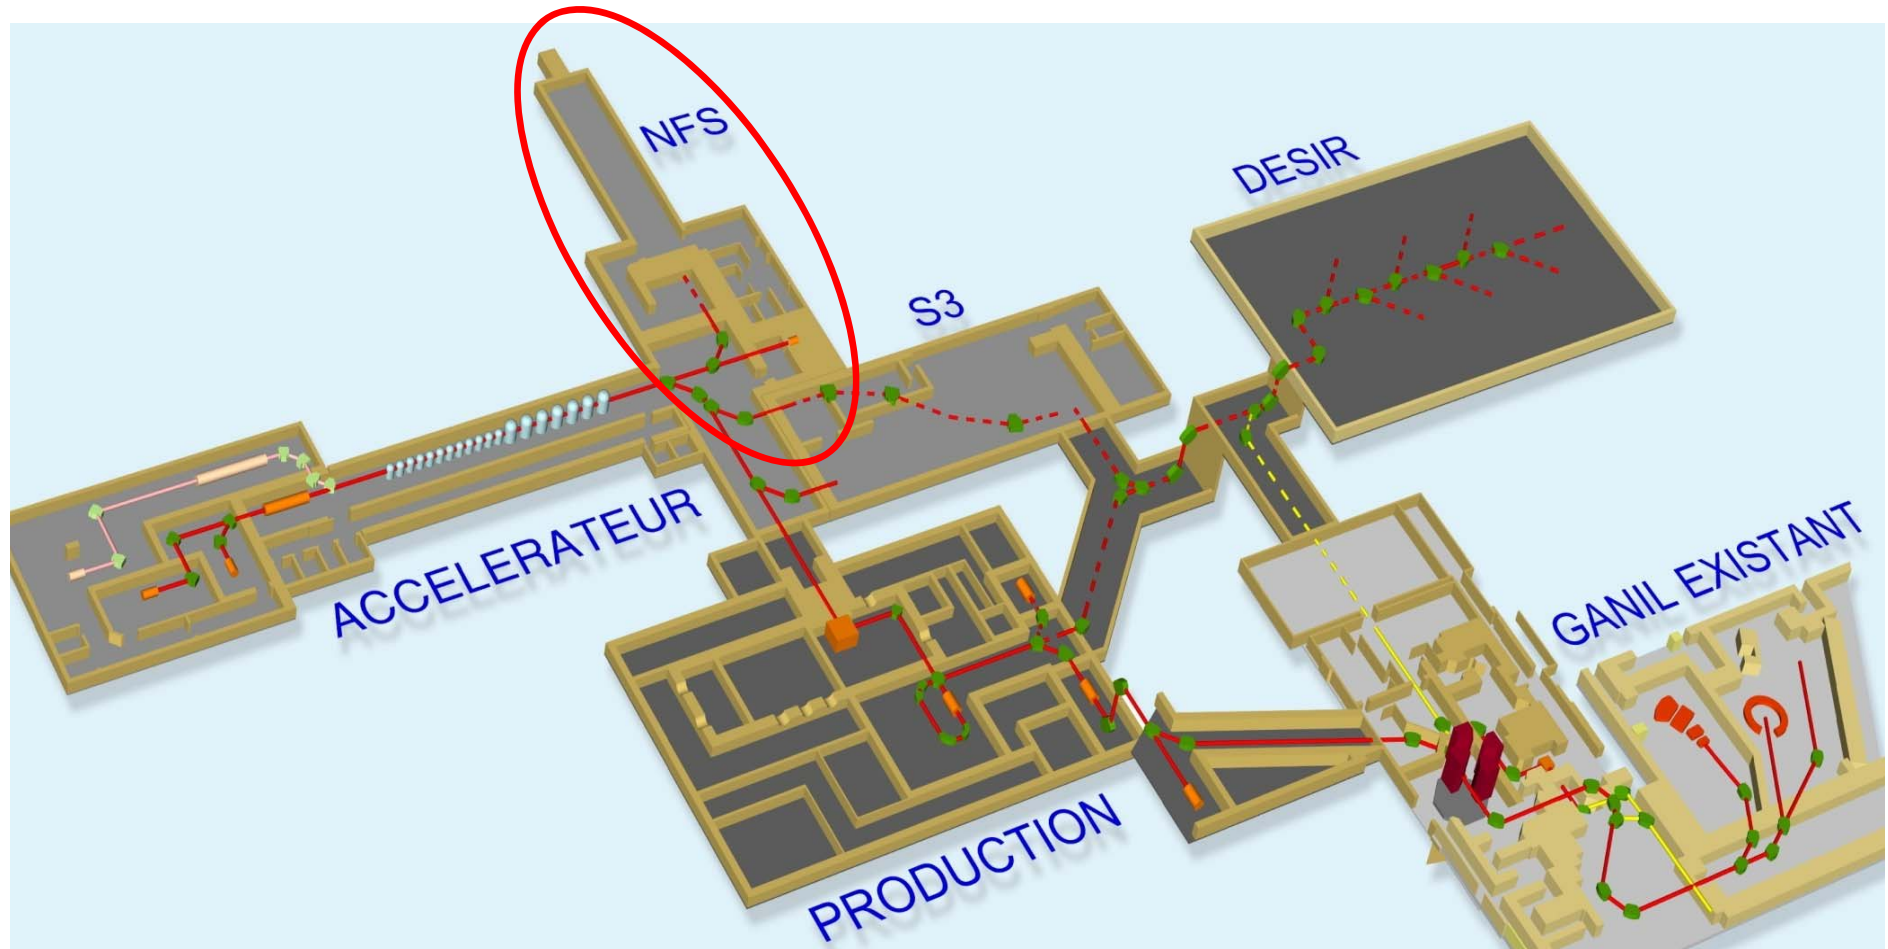 NFS
DESIR
S3
ACCELERATEUR
GANIL EXISTANT
PRODUCTION